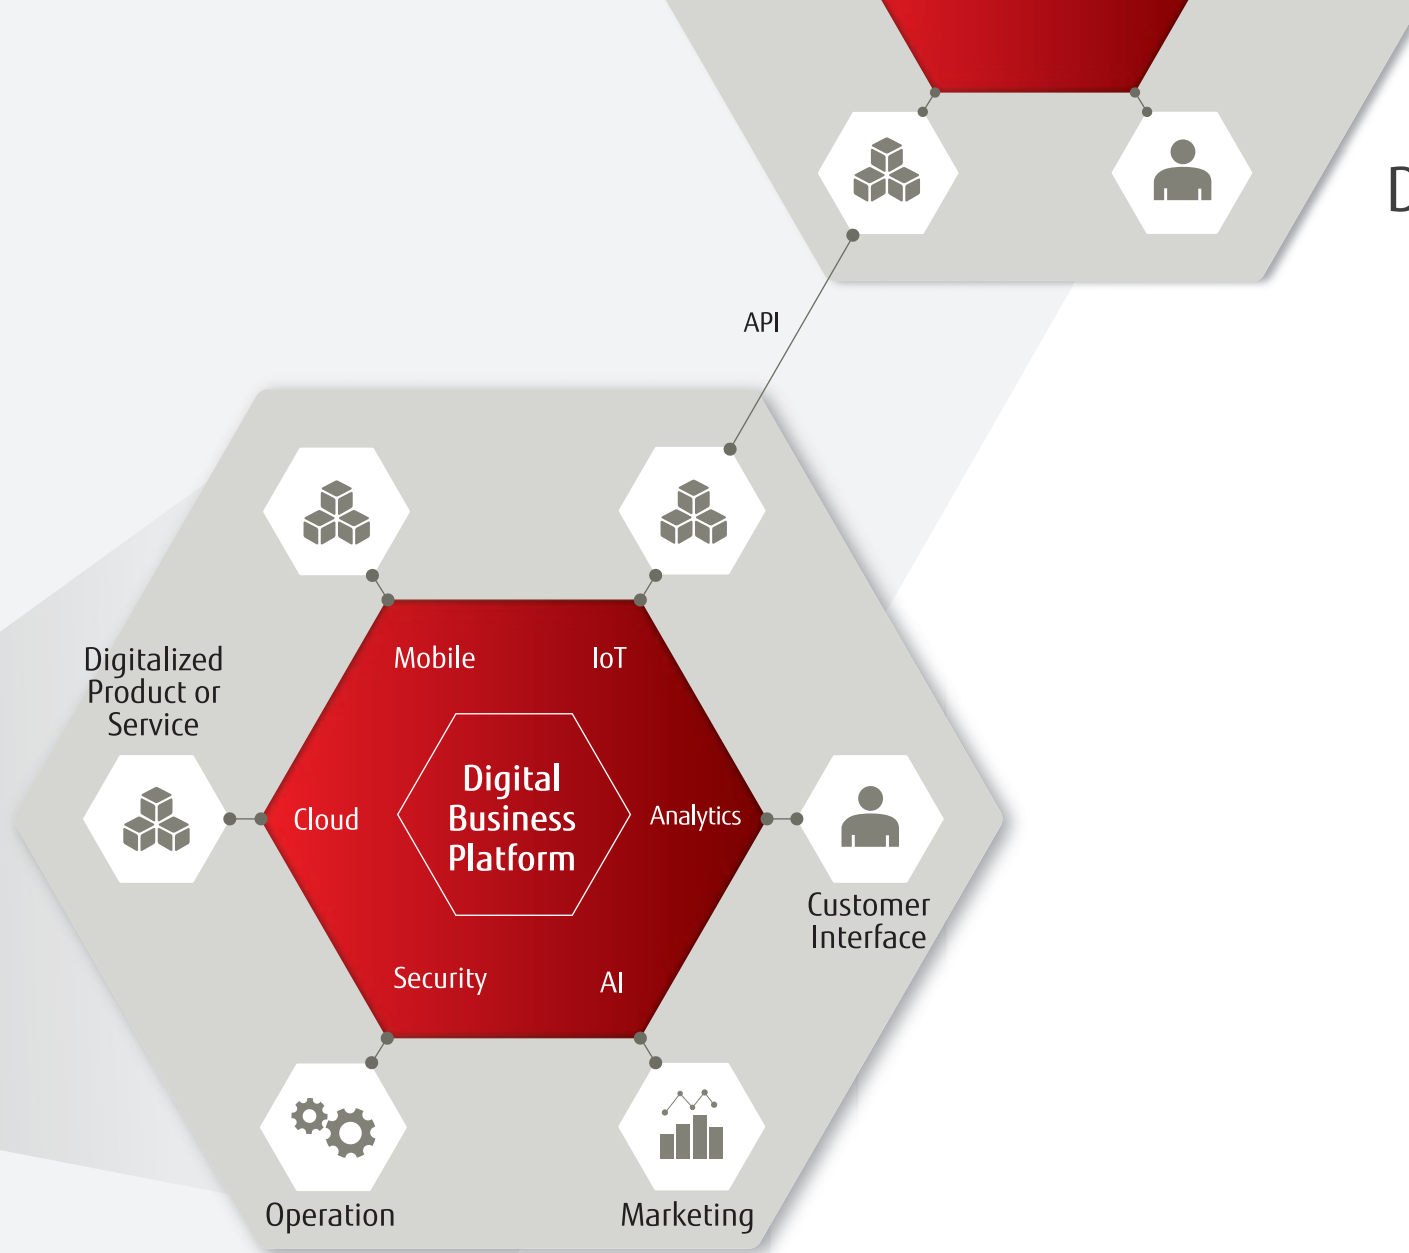 D
API
Digitalized
Product or
Service
Mobile
IoT
Cloud
Digital
Business
Platform
Analytics
Customer
Interface
Security
AI
Operation
Marketing